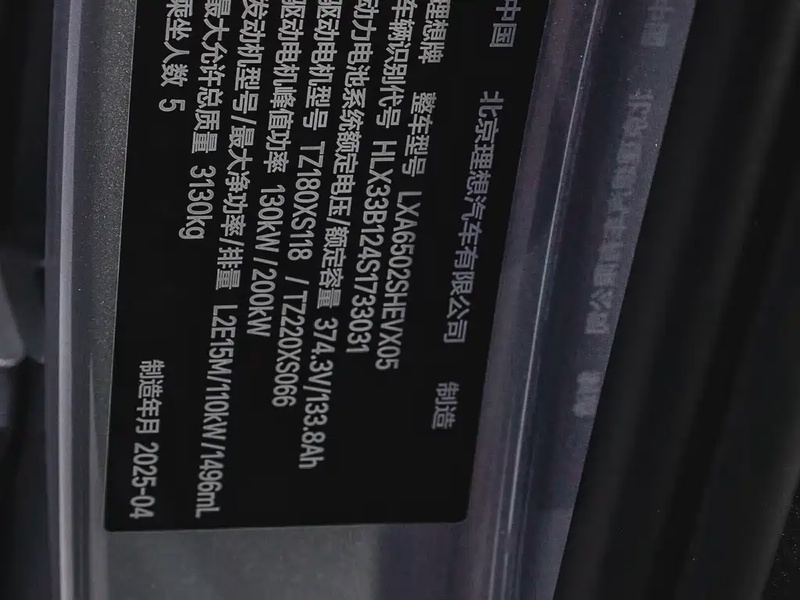 中国 北京理想汽车有限公司 制造
理想牌 整车型号 LXA6502SHEVX05
车辆识别代号 HLX33B124S1733031
动力电池系统额定电压/额定容量 374.3V/133.8Ah
驱动电机型号 TZ180XS118 / TZ220XS066
驱动电机峰值功率 130kW/200kW
发动机型号/最大净功率/排量 L2E15M/110kW/1496mL
最大允许总质量 3130kg
乘坐人数 5
制造年月 2025-04